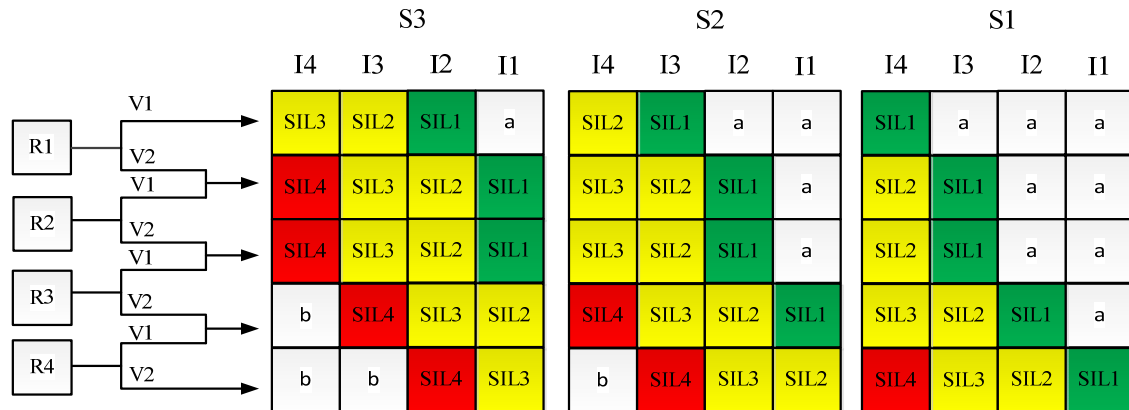 S3 S2 S1
I4 I3 I2 I1 I4 I3 I2 I1 I4 I3 I2 I1
V1 SIL3 SIL2 SIL1 a SIL2 SIL1 a a SIL1 a a a
R1
V2
V1 SIL4 SIL3 SIL2 SIL1 SIL3 SIL2 SIL1 a SIL2 SIL1 a a
R2
V2
V1 SIL4 SIL3 SIL2 SIL1 SIL3 SIL2 SIL1 a SIL2 SIL1 a a
R3
V2
V1 b SIL4 SIL3 SIL2 SIL4 SIL3 SIL2 SIL1 SIL3 SIL2 SIL1 a
R4
V2 b b SIL4 SIL3 b SIL4 SIL3 SIL2 SIL4 SIL3 SIL2 SIL1